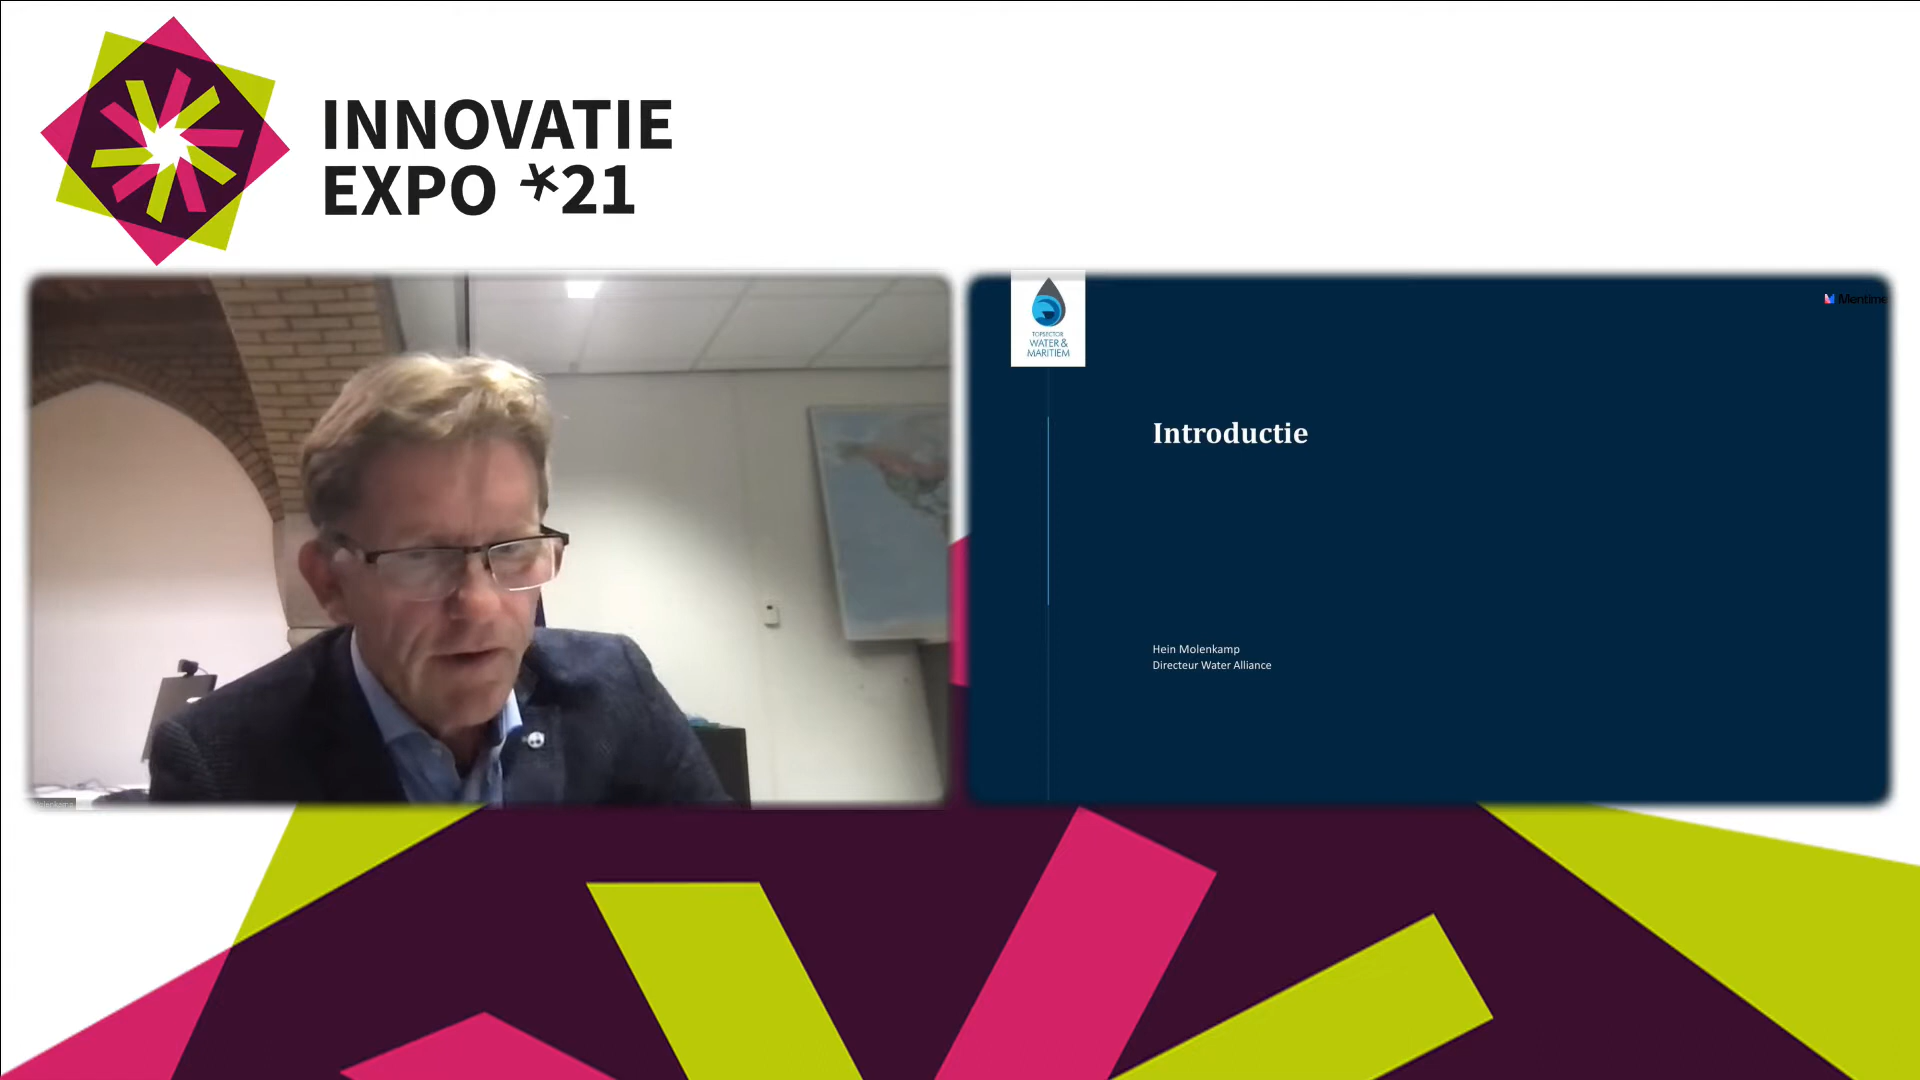 INNOVATIE
EXPO *21
TOPSECTOR
WATER &
MARITIEM
Introductie
Hein Molenkamp
Directeur Water Alliance